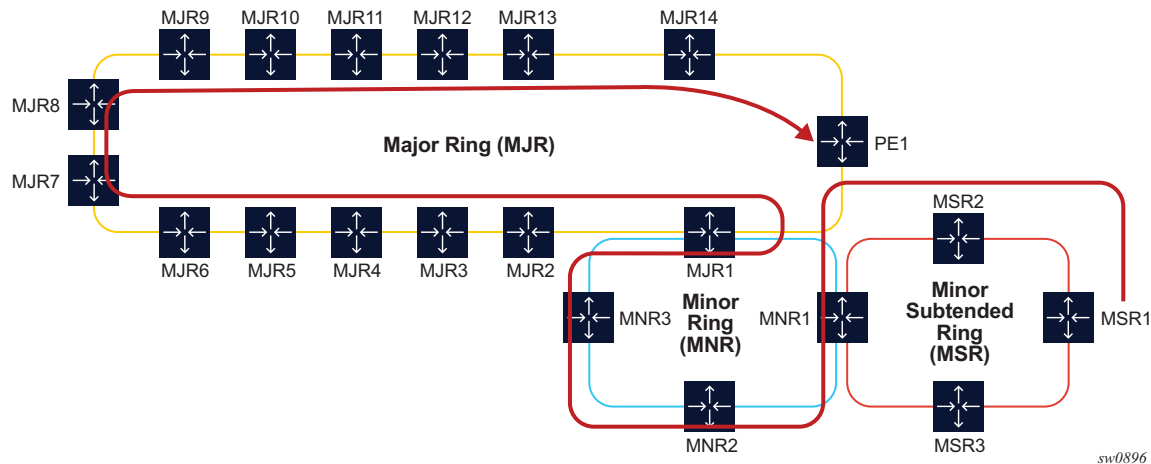 MJR9
MJR10
MJR11
MJR12
MJR13
MJR14
MJR8
Major Ring (MJR)
PE1
MJR7
MSR2
MJR6
MJR5
MJR4
MJR3
MJR2
MJR1
MNR3
Minor
Ring
(MNR)
MNR1
Minor
Subtended
Ring
(MSR)
MSR1
MNR2
MSR3
sw0896